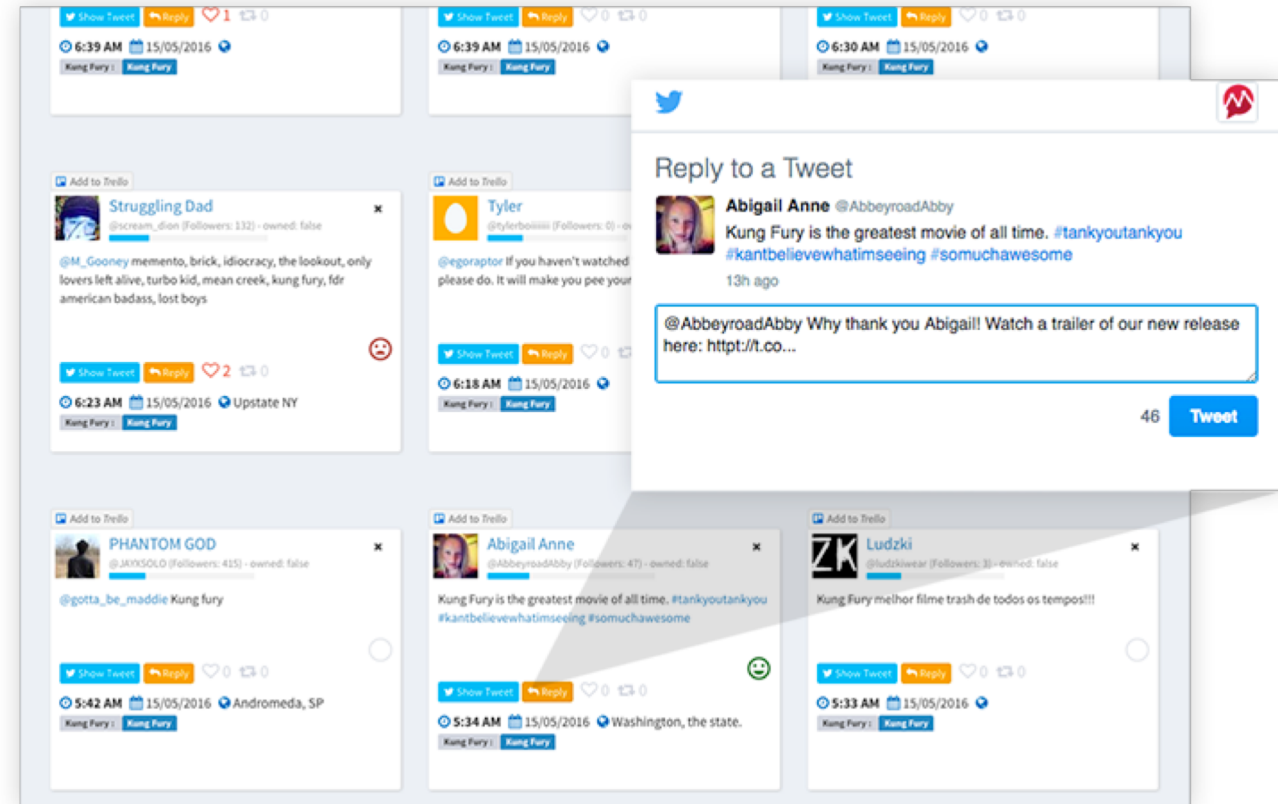 Show Tweet Reply 1 0
6:39 AM 15/05/2016
Kung Fury : Kung Fury
Show Tweet Reply 0 0
6:39 AM 15/05/2016
Kung Fury : Kung Fury
Show Tweet Reply 0 0
6:30 AM 15/05/2016
Kung Fury : Kung Fury
Add to Trello
Struggling Dad
@scream_dion (Followers: 132) - owned: false
@M_Gooney memento, brick, idiocracy, the lookout, only
lovers left alive, turbo kid, mean creek, kung fury, fdr
american badass, lost boys
Show Tweet Reply 2 0
6:23 AM 15/05/2016 Upstate NY
Kung Fury : Kung Fury
Add to Trello
Tyler
(Followers: 0)
@egoraptor If you haven't watched
please do. It will make you pee your
Show Tweet Reply 0
6:18 AM 15/05/2016
Kung Fury : Kung Fury
Reply to a Tweet
Abigail Anne @AbbeyroadAbby
Kung Fury is the greatest movie of all time. #tankyoutankyou
#kantbelievewhatimseeing #somuchawesome
13h ago
@AbbeyroadAbby Why thank you Abigail! Watch a trailer of our new release
here: httpt://t.co...
46 Tweet
Add to Trello
PHANTOM GOD
@JAYXSOLO (Followers: 415) - owned: false
@gotta_be_maddie Kung fury
Show Tweet Reply 0 0
5:42 AM 15/05/2016 Andromeda, SP
Kung Fury : Kung Fury
Add to Trello
Abigail Anne
@AbbeyroadAbby (Followers: 47) - owned: false
Kung Fury is the greatest movie of all time. #tankyoutankyou
#kantbelievewhatimseeing #somuchawesome
Show Tweet Reply 0 0
5:34 AM 15/05/2016 Washington, the state.
Kung Fury : Kung Fury
Add to Trello
ZK
Ludzki
@ludzkiwear (Followers: 3) - owned: false
Kung Fury melhor filme trash de todos os tempos!!!
Show Tweet Reply 0 0
5:33 AM 15/05/2016
Kung Fury : Kung Fury